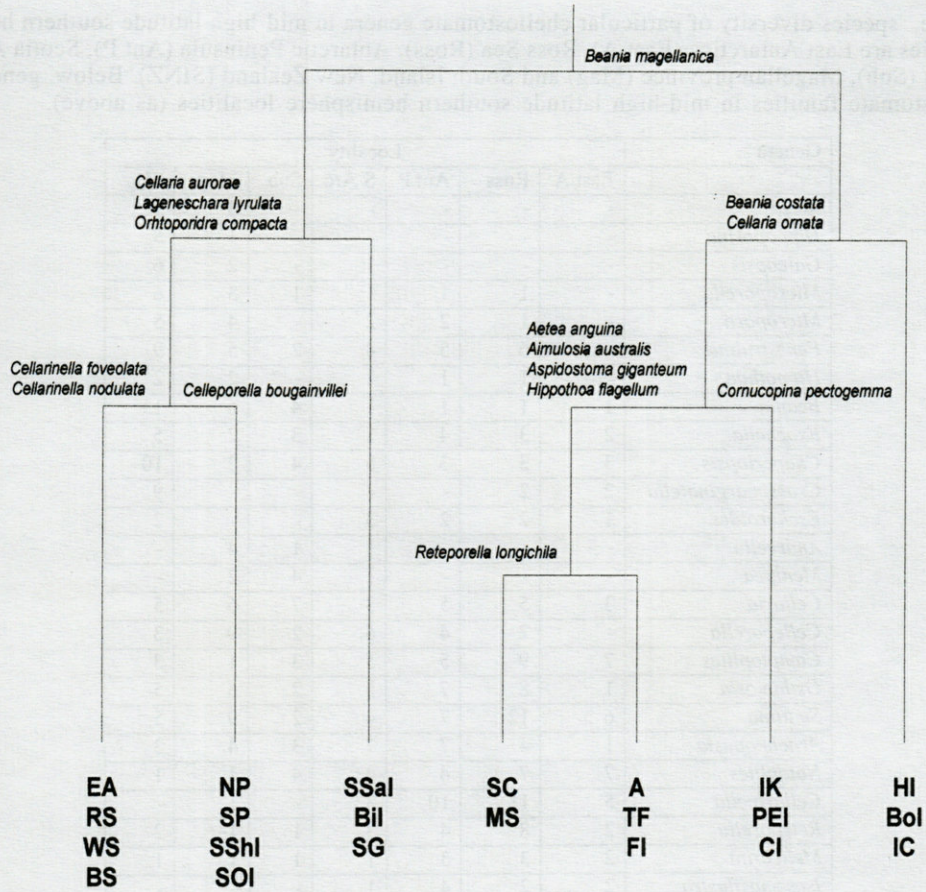 Beania magellanica
Cellaria aurorae
Lageneschara lyrulata
Orhtoporidra compacta
Beania costata
Cellaria ornata
Aetea anguina
Aimulosia australis
Aspidostoma giganteum
Hippothoa flagellum
Cellarinella foveolata
Cellarinella nodulata
Celleporella bougainvillei
Cornucopina pectogemma
Reteporella longichila
EA NP SSaI SC A IK HI
RS SP BiI MS TF PEI BoI
WS SShI SG FI CI IC
BS SOI